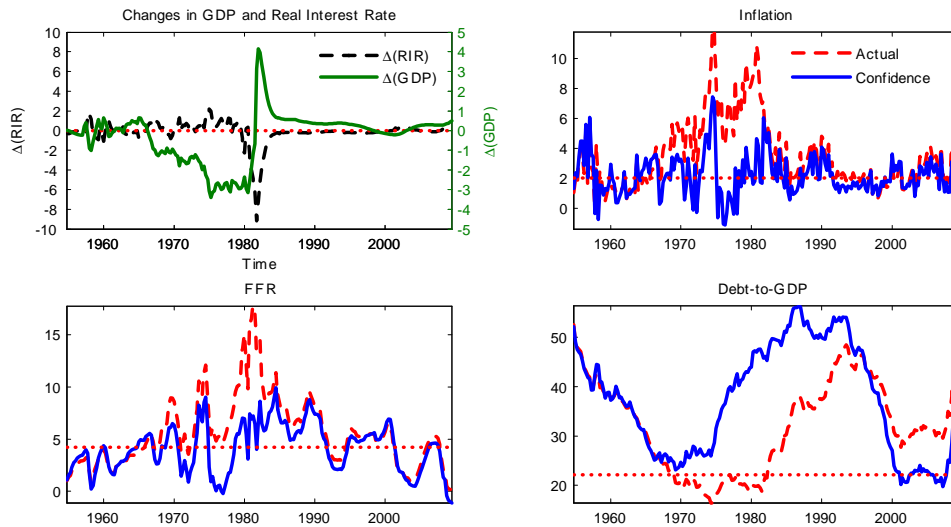 Changes in GDP and Real Interest Rate
10
8
6
4
2
0
-2
-4
-6
-8
-10
Δ(RIR)
Δ(RIR)
Δ(GDP)
5
4
3
2
1
0
-1
-2
-3
-4
-5
Δ(GDP)
1960 1970 1980 1990 2000
Time
Inflation
10
8
6
4
2
0
Actual
Confidence
1960 1970 1980 1990 2000
FFR
15
10
5
0
1960 1970 1980 1990 2000
Debt-to-GDP
50
40
30
20
1960 1970 1980 1990 2000